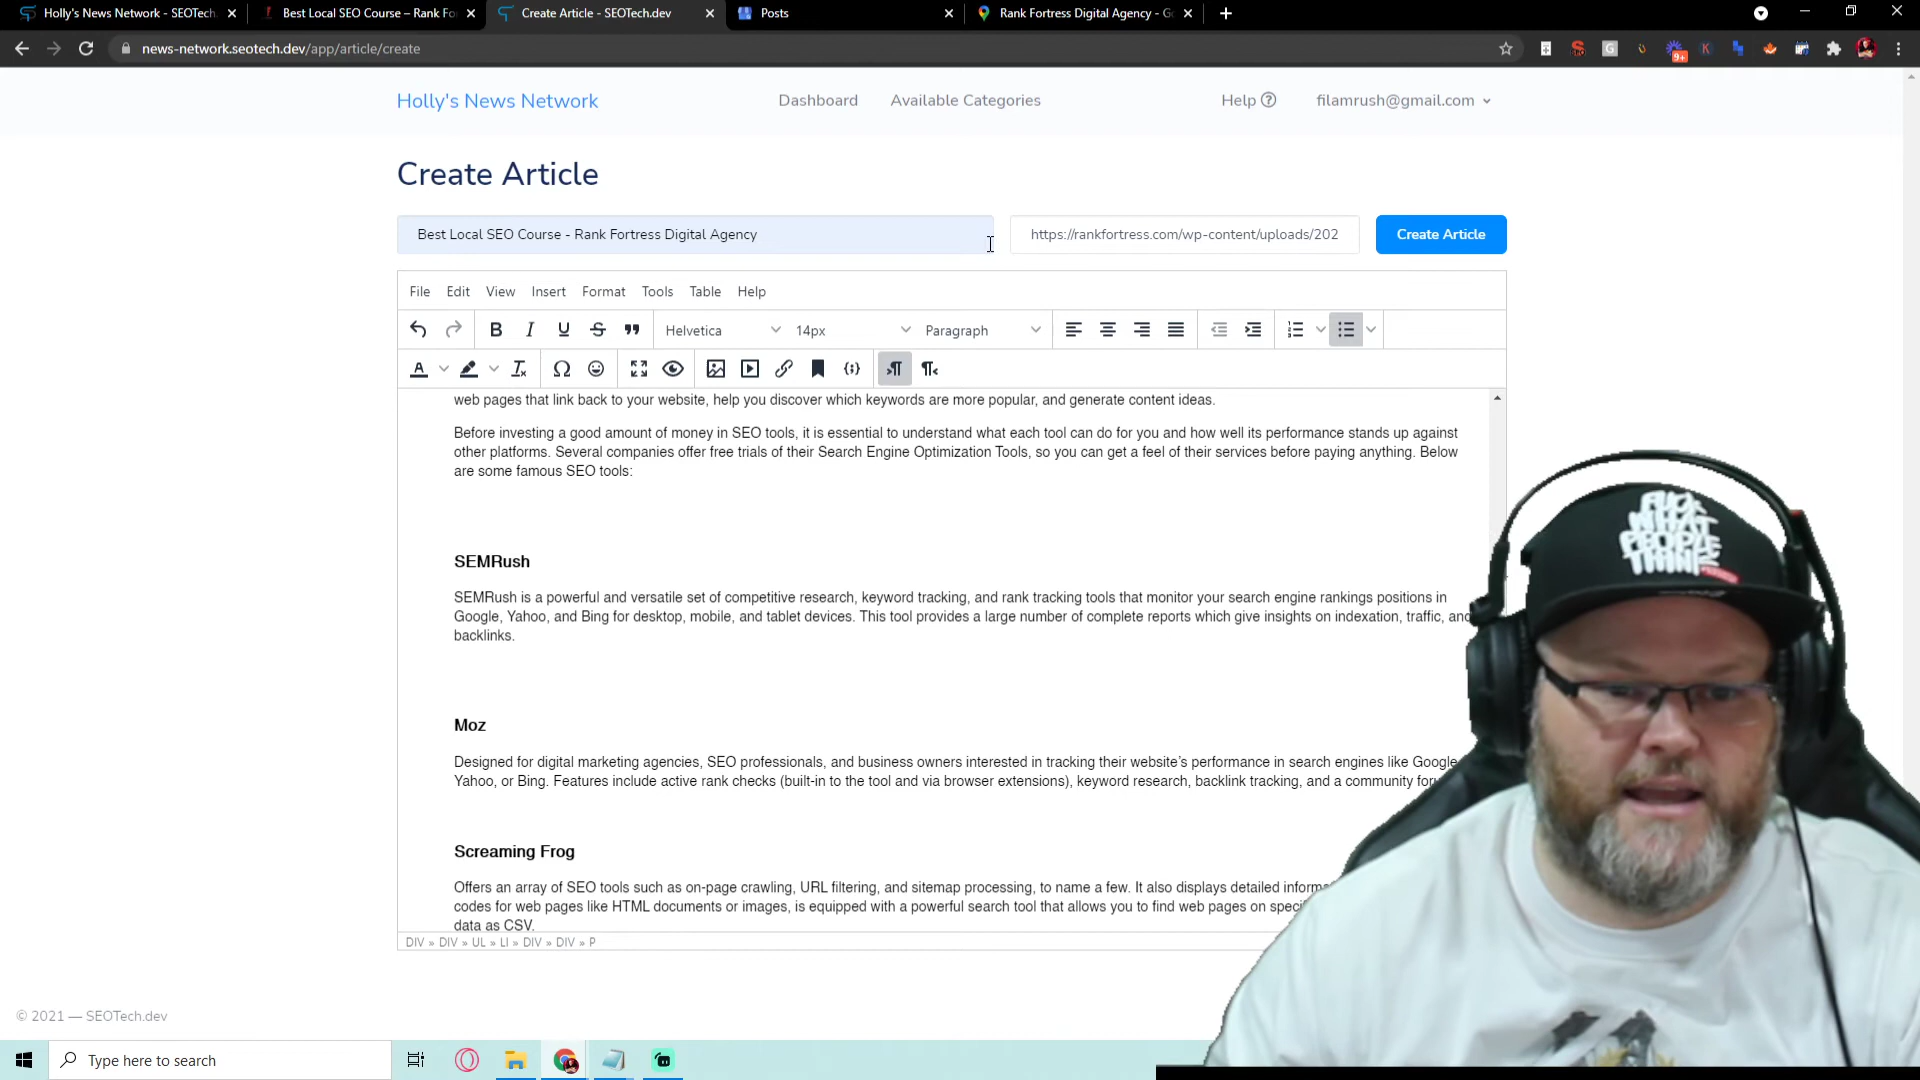 Holly's News Network - SEOTech.
Best Local SEO Course – Rank Fo
Create Article - SEOTech.dev
Posts
Rank Fortress Digital Agency - Go
news-network.seotech.dev/app/article/create
9+
Holly's News Network
Dashboard
Available Categories
Help
filamrush@gmail.com
Create Article
Best Local SEO Course - Rank Fortress Digital Agency
https://rankfortress.com/wp-content/uploads/202
Create Article
File Edit View Insert Format Tools Table Help
Helvetica
14px
Paragraph
web pages that link back to your website, help you discover which keywords are more popular, and generate content ideas.
Before investing a good amount of money in SEO tools, it is essential to understand what each tool can do for you and how well its performance stands up against
other platforms. Several companies offer free trials of their Search Engine Optimization Tools, so you can get a feel of their services before paying anything. Below
are some famous SEO tools:
SEMRush
SEMRush is a powerful and versatile set of competitive research, keyword tracking, and rank tracking tools that monitor your search engine rankings positions in
Google, Yahoo, and Bing for desktop, mobile, and tablet devices. This tool provides a large number of complete reports which give insights on indexation, traffic, and
backlinks.
Moz
Designed for digital marketing agencies, SEO professionals, and business owners interested in tracking their website's performance in search engines like Google
Yahoo, or Bing. Features include active rank checks (built-in to the tool and via browser extensions), keyword research, backlink tracking, and a community for
Screaming Frog
Offers an array of SEO tools such as on-page crawling, URL filtering, and sitemap processing, to name a few. It also displays detailed informa
codes for web pages like HTML documents or images, is equipped with a powerful search tool that allows you to find web pages on speci
data as CSV.
DIV » DIV » UL » LI » DIV » DIV » P
© 2021 — SEOTech.dev
Type here to search
FUCK
WHAT
PEOPLE
THINK